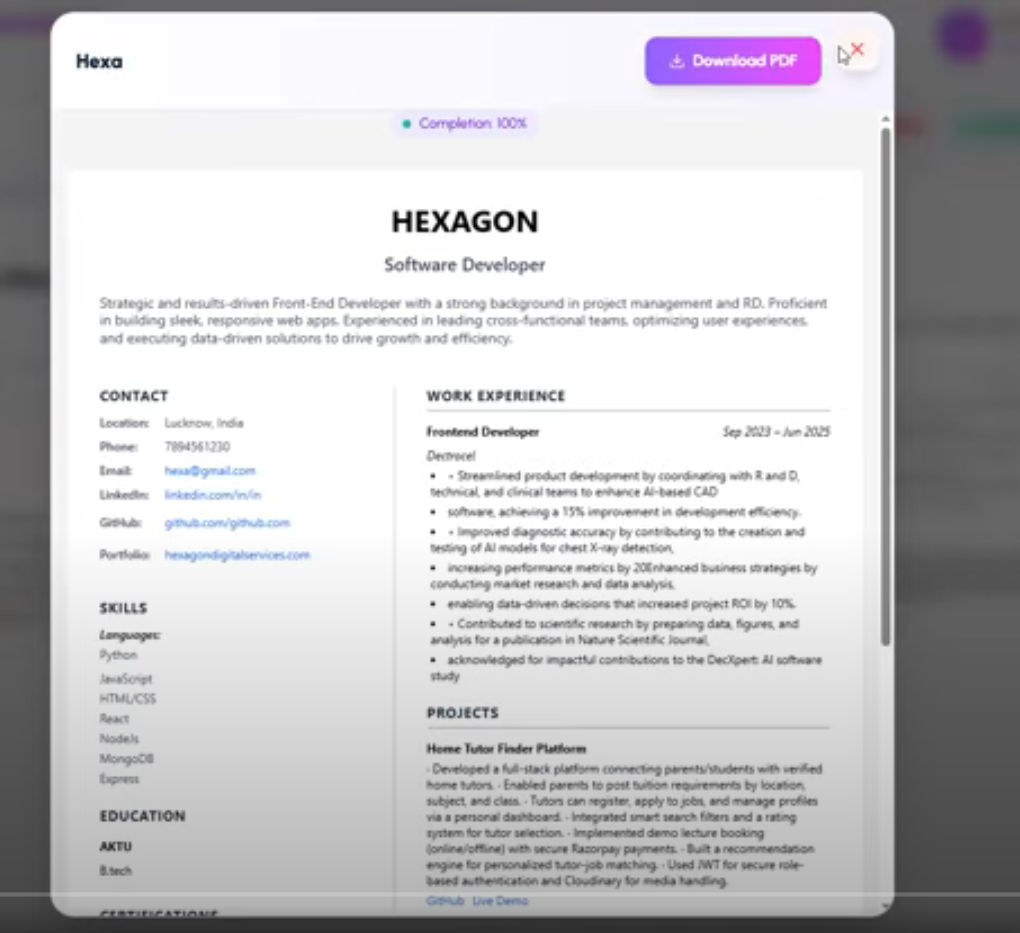 Hexa
Download PDF
Completion: 100%
HEXAGON
Software Developer
Strategic and results-driven Front-End Developer with a strong background in project management and RD. Proficient
in building sleek, responsive web apps. Experienced in leading cross-functional teams, optimizing user experiences,
and executing data-driven solutions to drive growth and efficiency.
CONTACT
Location: Lucknow, India
Phone: 7894561230
Email: hexa@gmail.com
LinkedIn: linkedin.com/in/in
GitHub: github.com/github.com
Portfolio: hexagondigitalservices.com
SKILLS
Languages:
Python
JavaScript
HTML/CSS
React
NodeJs
MongoDB
Express
EDUCATION
AKTU
B.tech
CERTIFICATIONS
WORK EXPERIENCE
Frontend Developer Sep 2023 – Jun 2025
Dectrocel
• • Streamlined product development by coordinating with R and D,
technical, and clinical teams to enhance AI-based CAD
• software, achieving a 15% improvement in development efficiency.
• • Improved diagnostic accuracy by contributing to the creation and
testing of AI models for chest X-ray detection,
• increasing performance metrics by 20Enhanced business strategies by
conducting market research and data analysis,
• enabling data-driven decisions that increased project ROI by 10%.
• • Contributed to scientific research by preparing data, figures, and
analysis for a publication in Nature Scientific Journal,
• acknowledged for impactful contributions to the DecXpert: AI software
study
PROJECTS
Home Tutor Finder Platform
· Developed a full-stack platform connecting parents/students with verified
home tutors. · Enabled parents to post tuition requirements by location,
subject, and class. · Tutors can register, apply to jobs, and manage profiles
via a personal dashboard. · Integrated smart search filters and a rating
system for tutor selection. · Implemented demo lecture booking
(online/offline) with secure Razorpay payments. · Built a recommendation
engine for personalized tutor-job matching. · Used JWT for secure role-
based authentication and Cloudinary for media handling.
GitHub Live Demo